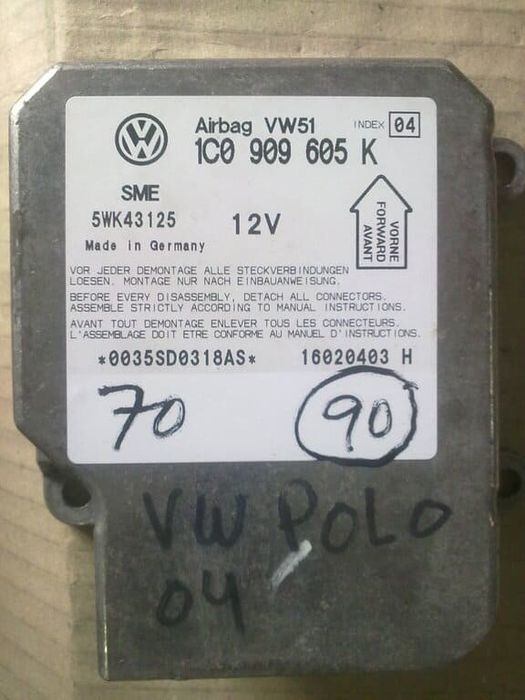 Airbag VW51 INDEX 04
1C0 909 605 K
SME
5WK43125 12V
Made in Germany
VORNE
FORWARD
AVANT
VOR JEDER DEMONTAGE ALLE STECKVERBINDUNGEN
LOESEN. MONTAGE NUR NACH EINBAUANWEISUNG.
BEFORE EVERY DISASSEMBLY, DETACH ALL CONNECTORS.
ASSEMBLE STRICTLY ACCORDING TO MANUAL INSTRUCTIONS.
AVANT TOUT DEMONTAGE ENLEVER TOUS LES CONNECTEURS.
L'ASSEMBLAGE DOIT ETRE CONFORME AU MANUEL D'INSTRUCTIONS.
*0035SD0318AS* 16020403 H
70 90
VW POLO
04